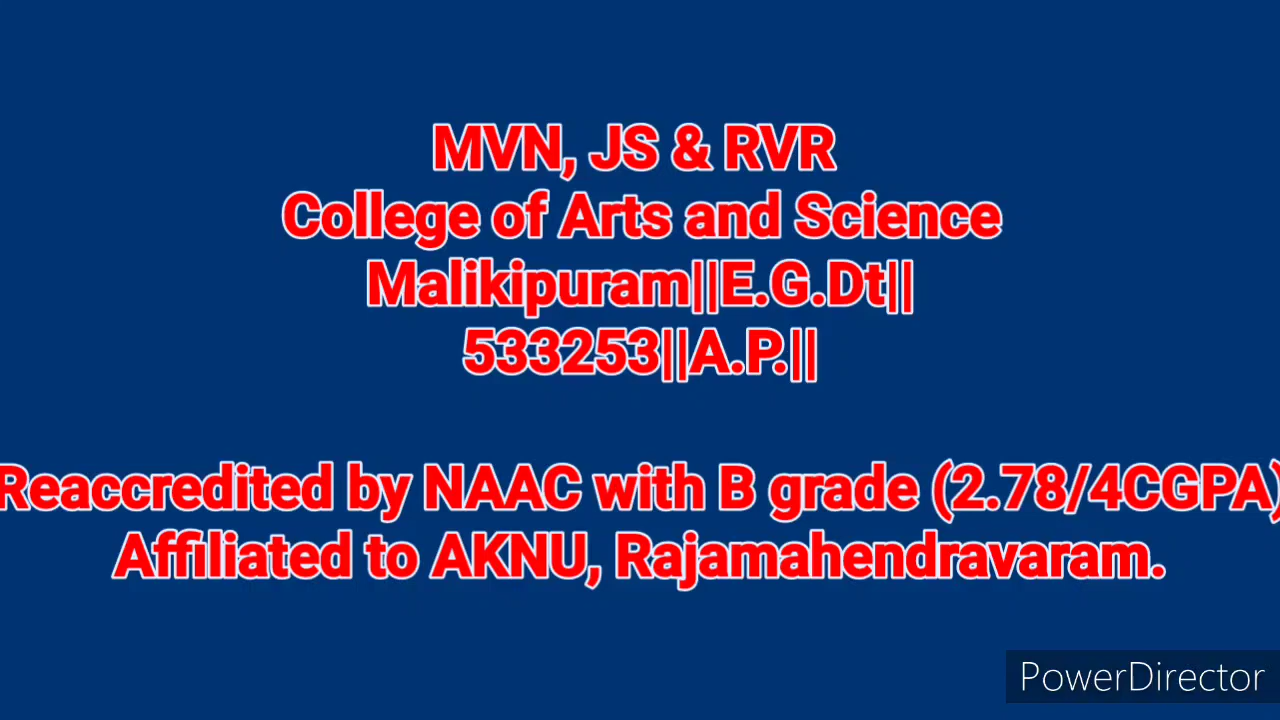 MVN, JS & RVR
College of Arts and Science
Malikipuram||E.G.Dt||
533253||A.P.||
Reaccredited by NAAC with B grade (2.78/4CGPA)
Affiliated to AKNU, Rajamahendravaram.
PowerDirector